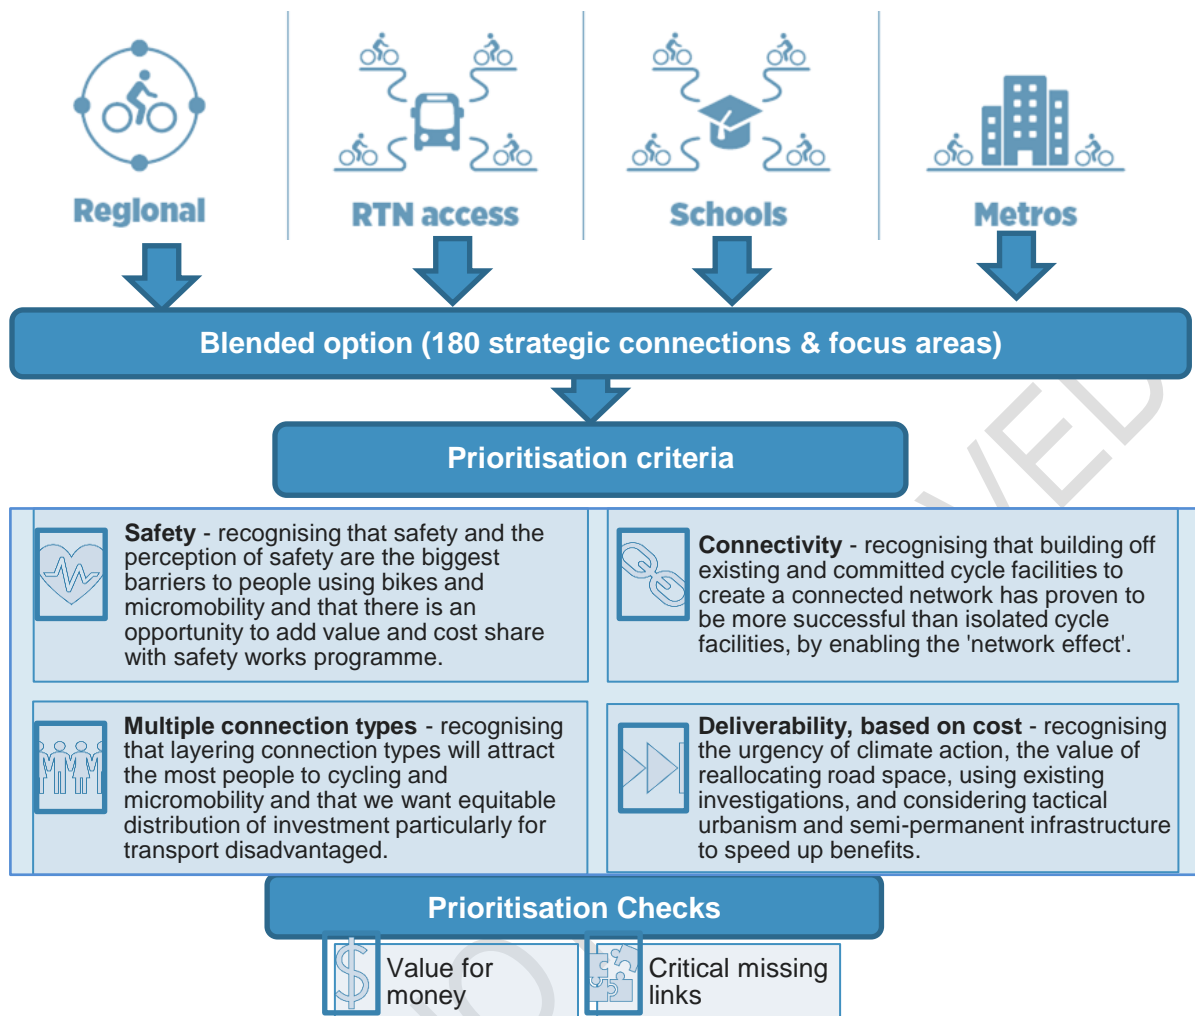 Regional
RTN access
Schools
Metros
Blended option (180 strategic connections & focus areas)
Prioritisation criteria
Safety - recognising that safety and the
perception of safety are the biggest
barriers to people using bikes and
micromobility and that there is an
opportunity to add value and cost share
with safety works programme.
Connectivity - recognising that building off
existing and committed cycle facilities to
create a connected network has proven to
be more successful than isolated cycle
facilities, by enabling the 'network effect'.
Multiple connection types - recognising
that layering connection types will attract
the most people to cycling and
micromobility and that we want equitable
distribution of investment particularly for
transport disadvantaged.
Deliverability, based on cost - recognising
the urgency of climate action, the value of
reallocating road space, using existing
investigations, and considering tactical
urbanism and semi-permanent infrastructure
to speed up benefits.
Prioritisation Checks
$
Value for
money
Critical missing
links